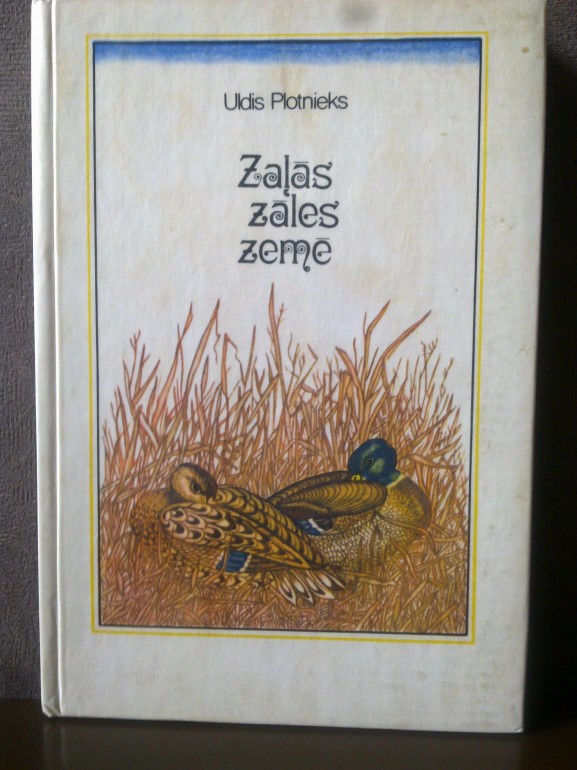 Uldis Plotnieks
Zaļās
zāles
zemē